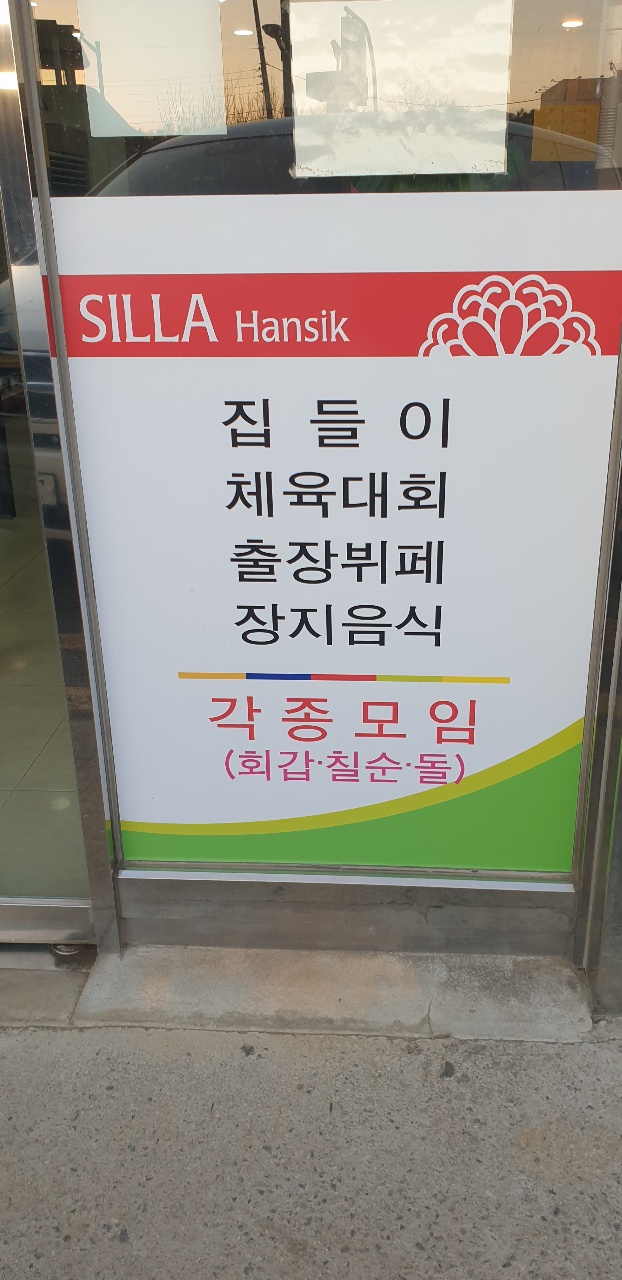 SILLA Hansik
집 들 이
체육대회
출장뷔페
장지음식
각 종 모 임
(회갑·칠순·돌)